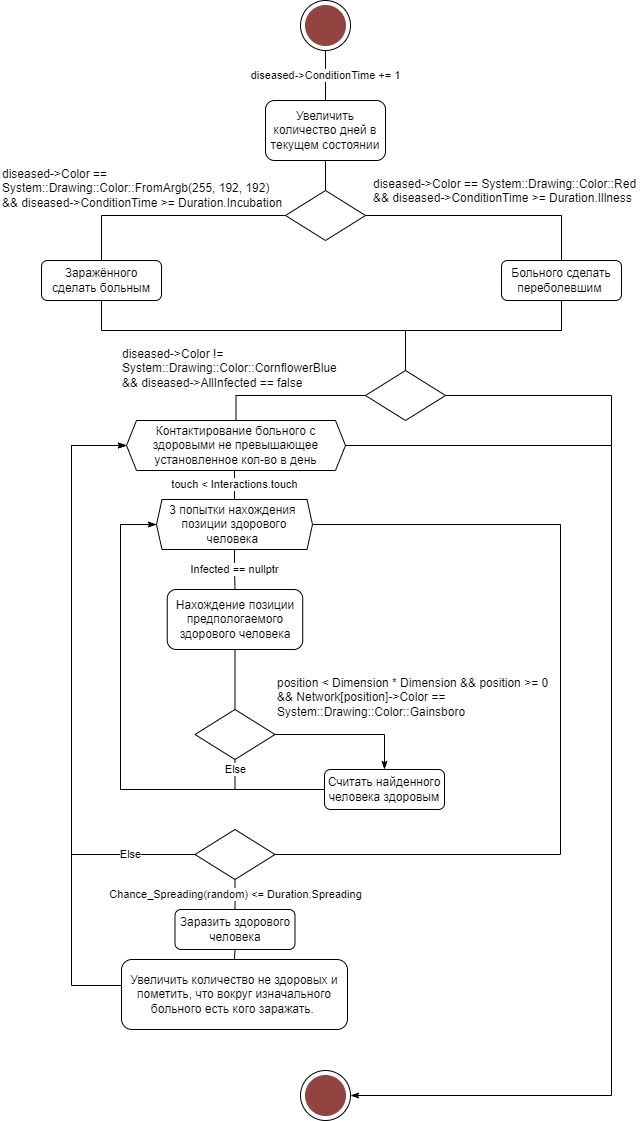 diseased->ConditionTime += 1
Увеличить
количество дней в
текущем состоянии
diseased->Color ==
System::Drawing::Color::FromArgb(255, 192, 192)
&& diseased->ConditionTime >= Duration.Incubation
diseased->Color == System::Drawing::Color::Red
&& diseased->ConditionTime >= Duration.Illness
Заражённого
сделать больным
Больного сделать
переболевшим
diseased->Color !=
System::Drawing::Color::CornflowerBlue
&& diseased->AllInfected == false
Контактирование больного с
здоровыми не превышающее
установленное кол-во в день
touch < Interactions.touch
3 попытки нахождения
позиции здорового
человека
Infected == nullptr
Нахождение позиции
предпологаемого
здорового человека
position < Dimension * Dimension && position >= 0
&& Network[position]->Color ==
System::Drawing::Color::Gainsboro
Else
Считать найденного
человека здоровым
Else
Chance_Spreading(random) <= Duration.Spreading
Заразить здорового
человека
Увеличить количество не здоровых и
пометить, что вокруг изначального
больного есть кого заражать.